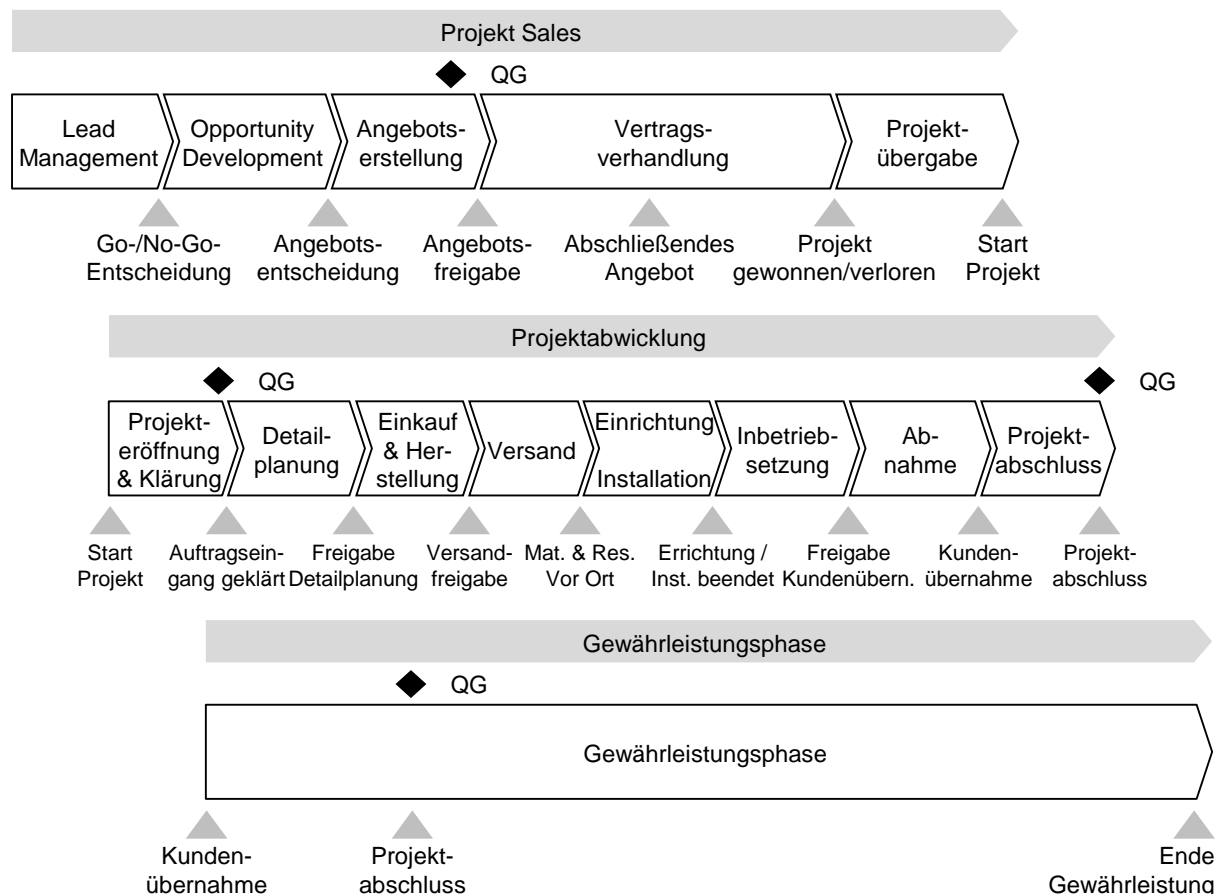 Projekt Sales
QG
Lead
Management
Opportunity
Development
Angebots-
erstellung
Vertrags-
verhandlung
Projekt-
übergabe
Go-/No-Go-
Entscheidung
Angebots-
entscheidung
Angebots-
freigabe
Abschließendes
Angebot
Projekt
gewonnen/verloren
Start
Projekt
Projektabwicklung
QG
QG
Projekt-
eröffnung
& Klärung
Detail-
planung
Einkauf
& Her-
stellung
Versand
Einrichtung
Installation
Inbetrieb-
setzung
Ab-
nahme
Projekt-
abschluss
Start
Projekt
Auftragsein-
gang geklärt
Freigabe
Detailplanung
Versand-
freigabe
Mat. & Res.
Vor Ort
Errichtung /
Inst. beendet
Freigabe
Kundenübern.
Kunden-
übernahme
Projekt-
abschluss
Gewährleistungsphase
QG
Gewährleistungsphase
Kunden-
übernahme
Projekt-
abschluss
Ende
Gewährleistung